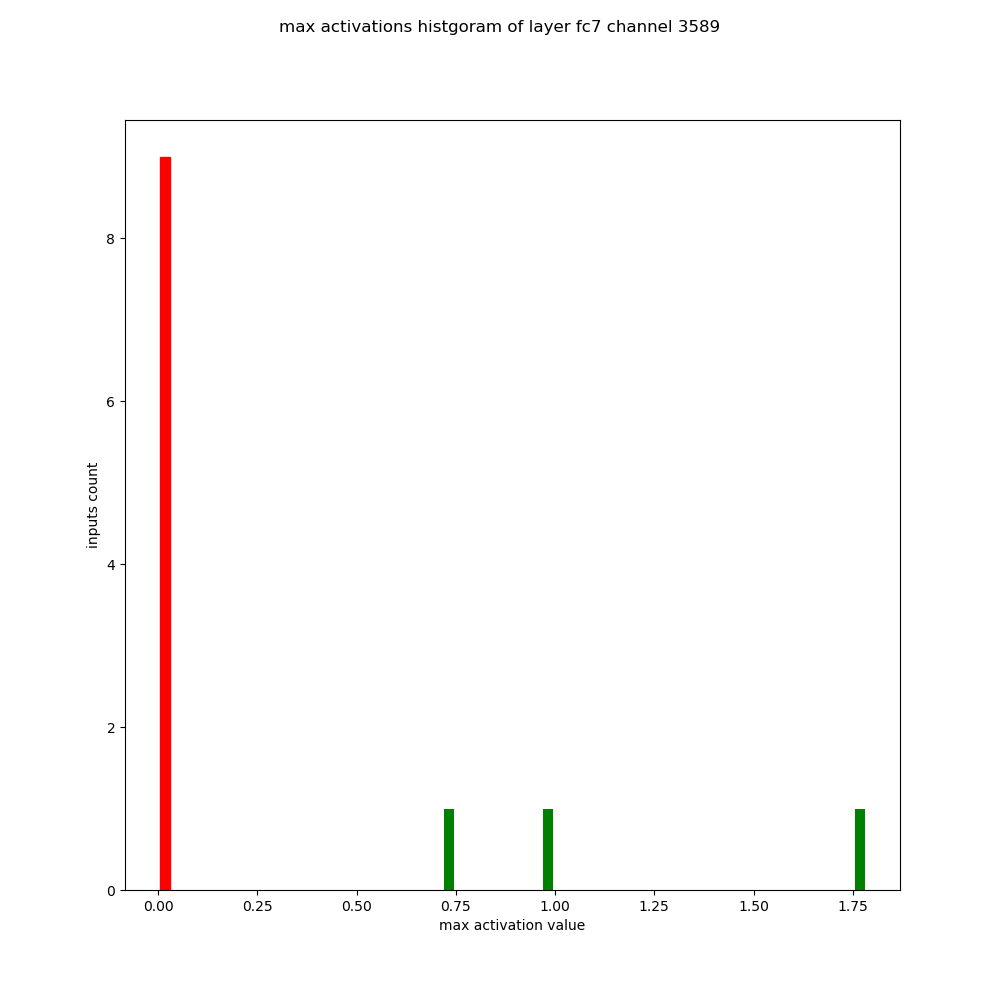 max activations histgoram of layer fc7 channel 3589
8
6
4
2
0
inputs count
0.00 0.25 0.50 0.75 1.00 1.25 1.50 1.75
max activation value